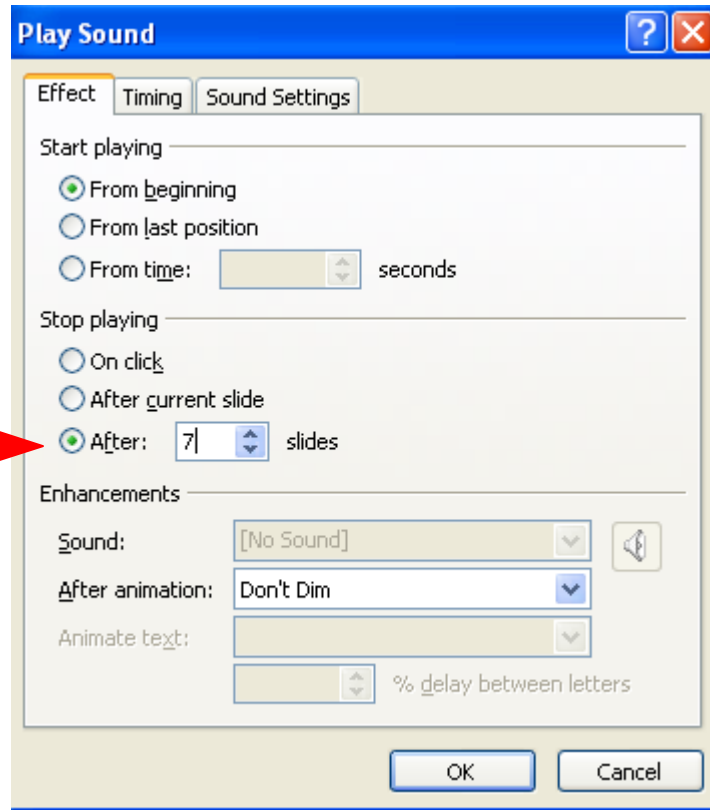 Play Sound
Effect Timing Sound Settings
Start playing
From beginning
From last position
From time: seconds
Stop playing
On click
After current slide
After: 7 slides
Enhancements
Sound: [No Sound]
After animation: Don't Dim
Animate text:
% delay between letters
OK Cancel